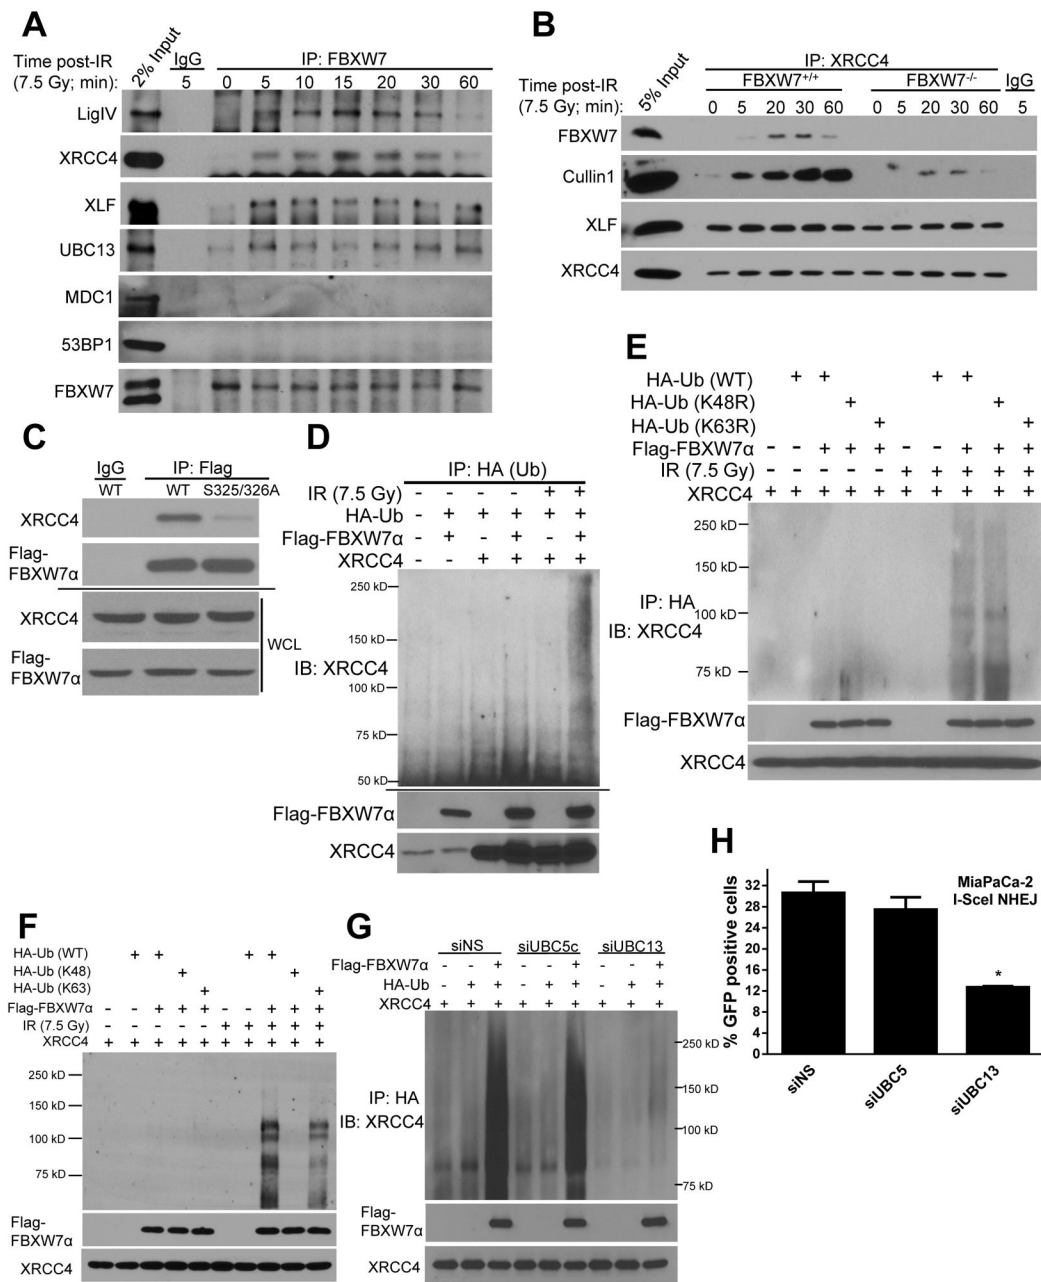 A
Time post-IR
(7.5 Gy; min):
2% Input
IgG
IP: FBXW7
5 0 5 10 15 20 30 60
LigIV
XRCC4
XLF
UBC13
MDC1
53BP1
FBXW7
B
IP: XRCC4
5% Input
FBXW7+/+ FBXW7-/- IgG
Time post-IR
(7.5 Gy; min):
0 5 20 30 60 0 5 20 30 60 5
FBXW7
Cullin1
XLF
XRCC4
C
IgG IP: Flag
WT WT S325/326A
XRCC4
Flag-
FBXW7α
XRCC4
Flag-
FBXW7α
WCL
D
IP: HA (Ub)
IR (7.5 Gy) - - - - + +
HA-Ub - + + + + +
Flag-FBXW7α - + - + - +
XRCC4 - - + + + +
250 kD
150 kD
IB: XRCC4
100 kD
75 kD
50 kD
Flag-FBXW7α
XRCC4
E
HA-Ub (WT) + + + +
HA-Ub (K48R) + +
HA-Ub (K63R) + +
Flag-FBXW7α - - + + + - - + + +
IR (7.5 Gy) - - - - - + + + + +
XRCC4 + + + + + + + + + +
250 kD
150 kD
IP: HA
100 kD
IB: XRCC4
75 kD
Flag-FBXW7α
XRCC4
F
HA-Ub (WT) + + + +
HA-Ub (K48) + +
HA-Ub (K63) + +
Flag-FBXW7α - - + + + - - + + +
IR (7.5 Gy) - - - - - + + + + +
XRCC4 + + + + + + + + + +
250 kD
150 kD
100 kD
75 kD
Flag-
FBXW7α
XRCC4
G
siNS siUBC5c siUBC13
Flag-FBXW7α - - + - - + - - +
HA-Ub - + + - + + - + +
XRCC4 + + + + + + + + +
250 kD
IP: HA
150 kD
IB: XRCC4
100 kD
75 kD
Flag-
FBXW7α
XRCC4
H
MiaPaCa-2
I-SceI NHEJ
% GFP positive cells
32
28
24
20
16
12
8
4
0
*
siNS
siUBC5
siUBC13